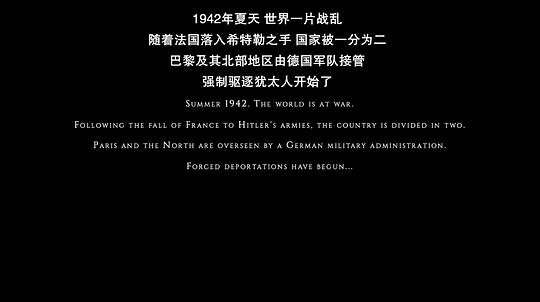 1942年夏天 世界一片战乱
随着法国落入希特勒之手 国家被一分为二
巴黎及其北部地区由德国军队接管
强制驱逐犹太人开始了
Summer 1942. The world is at war.
Following the fall of France to Hitler's armies, the country is divided in two.
Paris and the North are overseen by a German military administration.
Forced deportations have begun...